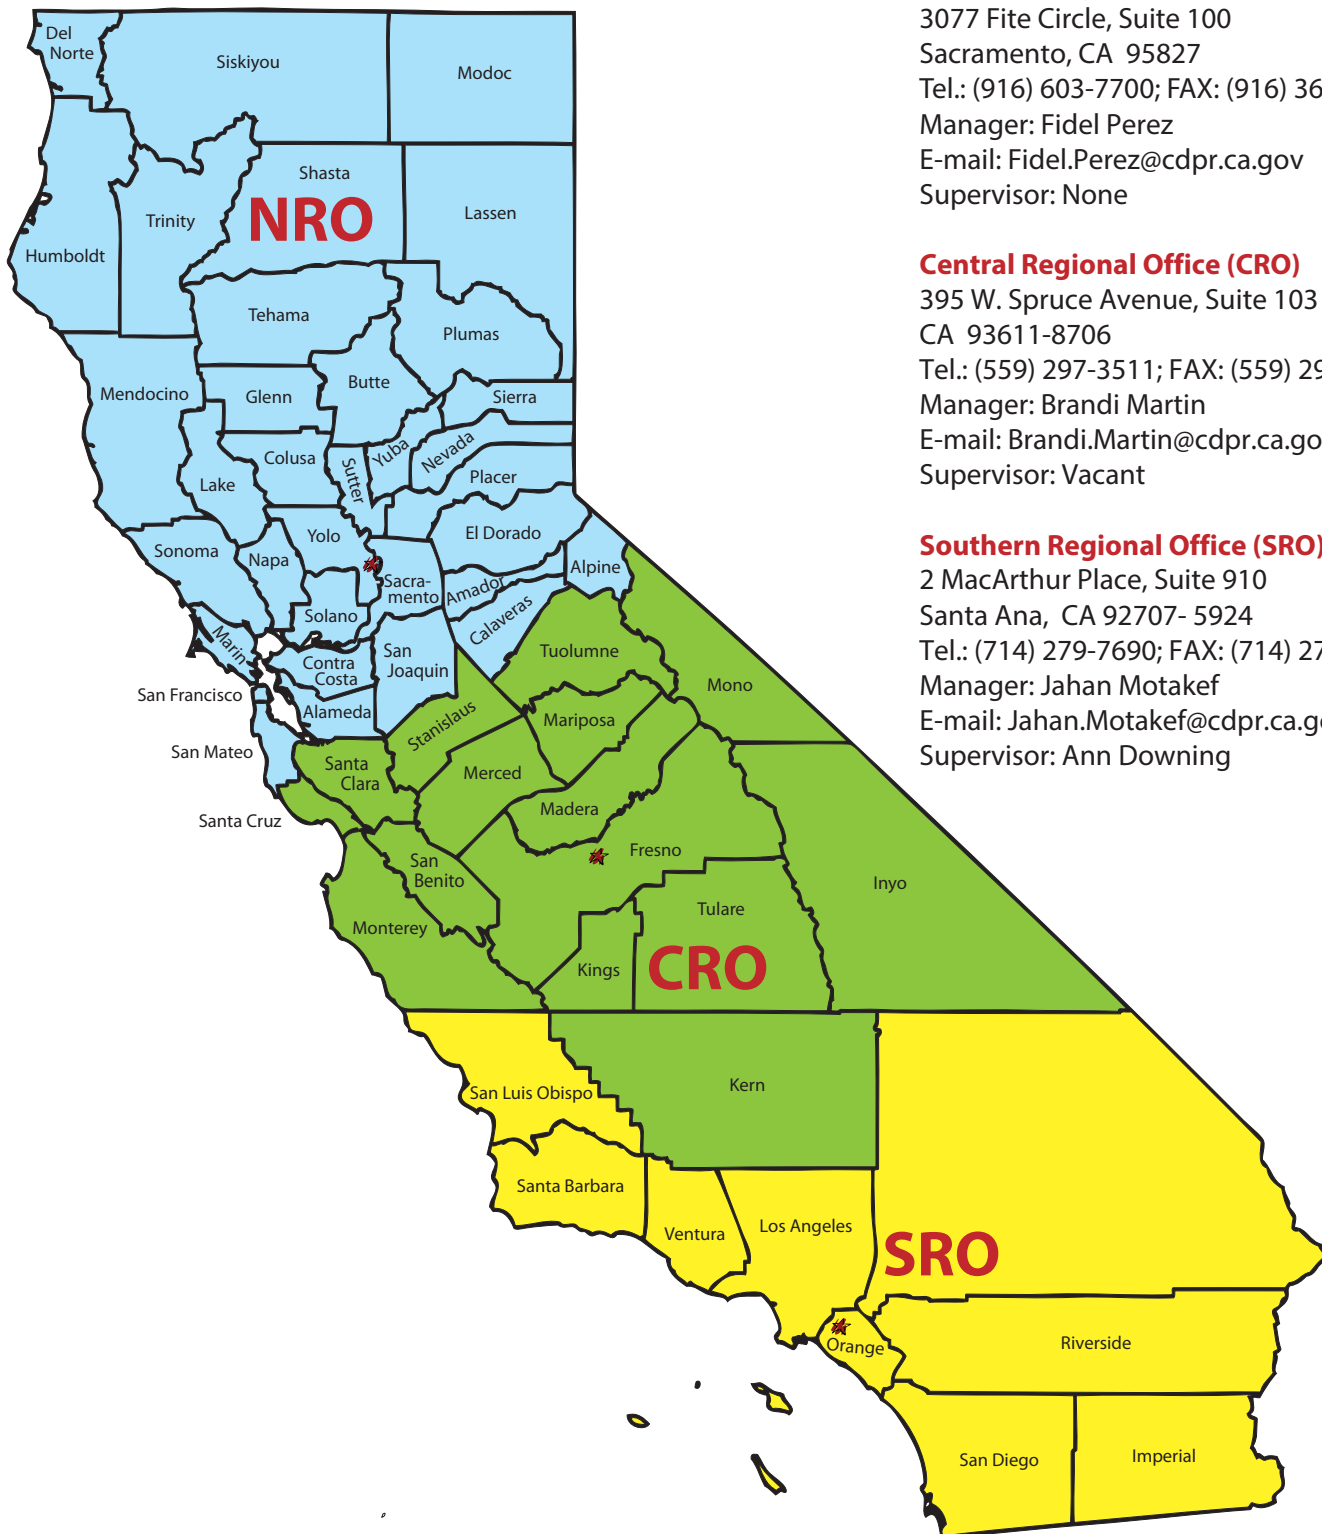 3077 Fite Circle, Suite 100
Sacramento, CA 95827
Tel.: (916) 603-7700; FAX: (916) 36
Manager: Fidel Perez
E-mail: Fidel.Perez@cdpr.ca.gov
Supervisor: None
Central Regional Office (CRO)
395 W. Spruce Avenue, Suite 103
CA 93611-8706
Tel.: (559) 297-3511; FAX: (559) 29
Manager: Brandi Martin
E-mail: Brandi.Martin@cdpr.ca.go
Supervisor: Vacant
Southern Regional Office (SRO)
2 MacArthur Place, Suite 910
Santa Ana, CA 92707- 5924
Tel.: (714) 279-7690; FAX: (714) 27
Manager: Jahan Motakef
E-mail: Jahan.Motakef@cdpr.ca.go
Supervisor: Ann Downing
Del
Norte
Siskiyou
Modoc
Shasta
NRO
Lassen
Trinity
Humboldt
Tehama
Plumas
Butte
Mendocino
Glenn
Sierra
Colusa
Sutter
Yuba
Nevada
Lake
Placer
Yolo
El Dorado
Sonoma
Napa
Sacra-
mento
Amador
Alpine
Solano
Calaveras
Marin
Contra
Costa
San
Joaquin
Tuolumne
Mono
San Francisco
Alameda
Stanislaus
Mariposa
San Mateo
Santa
Clara
Merced
Madera
Santa Cruz
Fresno
San
Benito
Inyo
Tulare
Monterey
Kings
CRO
Kern
San Luis Obispo
Santa Barbara
Ventura
Los Angeles
SRO
Orange
Riverside
San Diego
Imperial